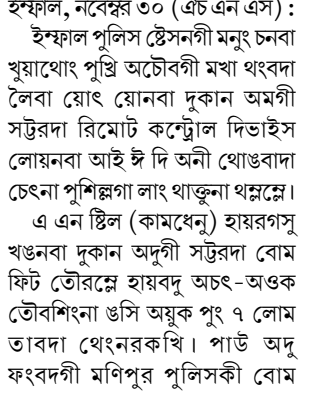 ইম্ফাল, নবেম্বর ৩০ (এচ এন এস) :
ইম্ফাল পুলিস ষ্টেসনগী মনুং চনবা
খুয়াথোং পুখ্রি অচৌবগী মখা থংবদা
লৈবা য়োৎ য়োনবা দুকান অমগী
সট্টরদা রিমোট কন্ট্রোল দিভাইস
লোয়নবা আই ঈ দি অনী থোঙবাদা
চেৎনা পুশিল্লগা লাং থাক্তুনা থম্লম্লে।
এ এন ষ্টিল (কামধেনু) হায়রগসু
খঙনবা দুকান অদুগী সট্টরদা বোম
ফিট তৌরম্লে হায়বদু অচৎ-অওক
তৌবশিংনা ঙসি অয়ুক পুং ৭ লোম
তাবদা থেংনরকখি। পাউ অদু
ফংবদগী মণিপুর পুলিসকী বোম